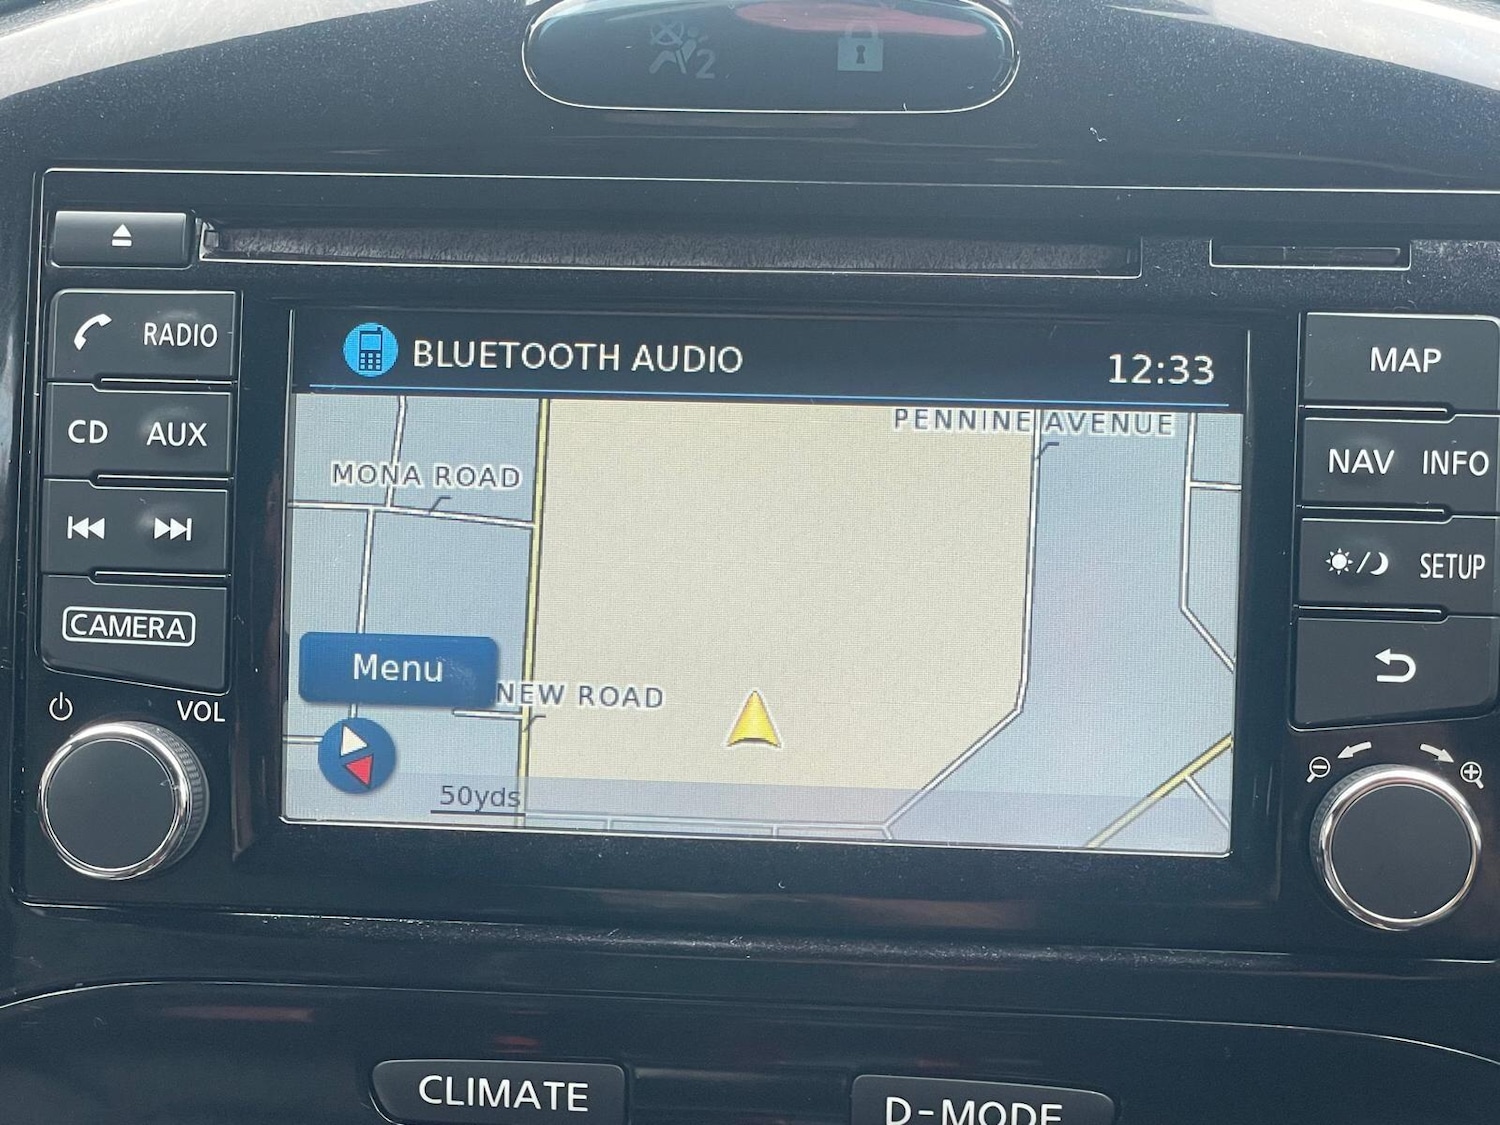 2
RADIO
CD AUX
CAMERA
VOL
BLUETOOTH AUDIO 12:33
PENNINE AVENUE
MONA ROAD
Menu
NEW ROAD
50yds
MAP
NAV INFO
SETUP
CLIMATE
D-MODE